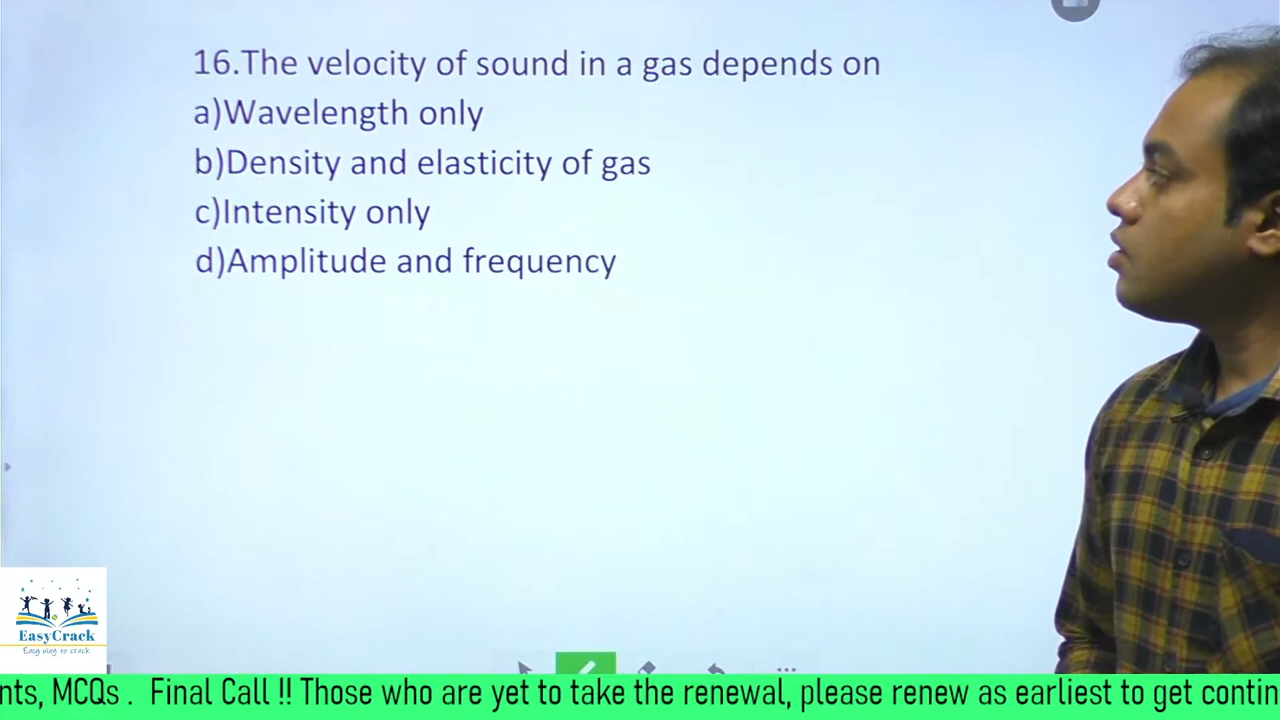 16.The velocity of sound in a gas depends on
a)Wavelength only
b)Density and elasticity of gas
c)Intensity only
d)Amplitude and frequency
EasyCrack
Easy way to crack
nts, MCQs . Final Call !! Those who are yet to take the renewal, please renew as earliest to get contin